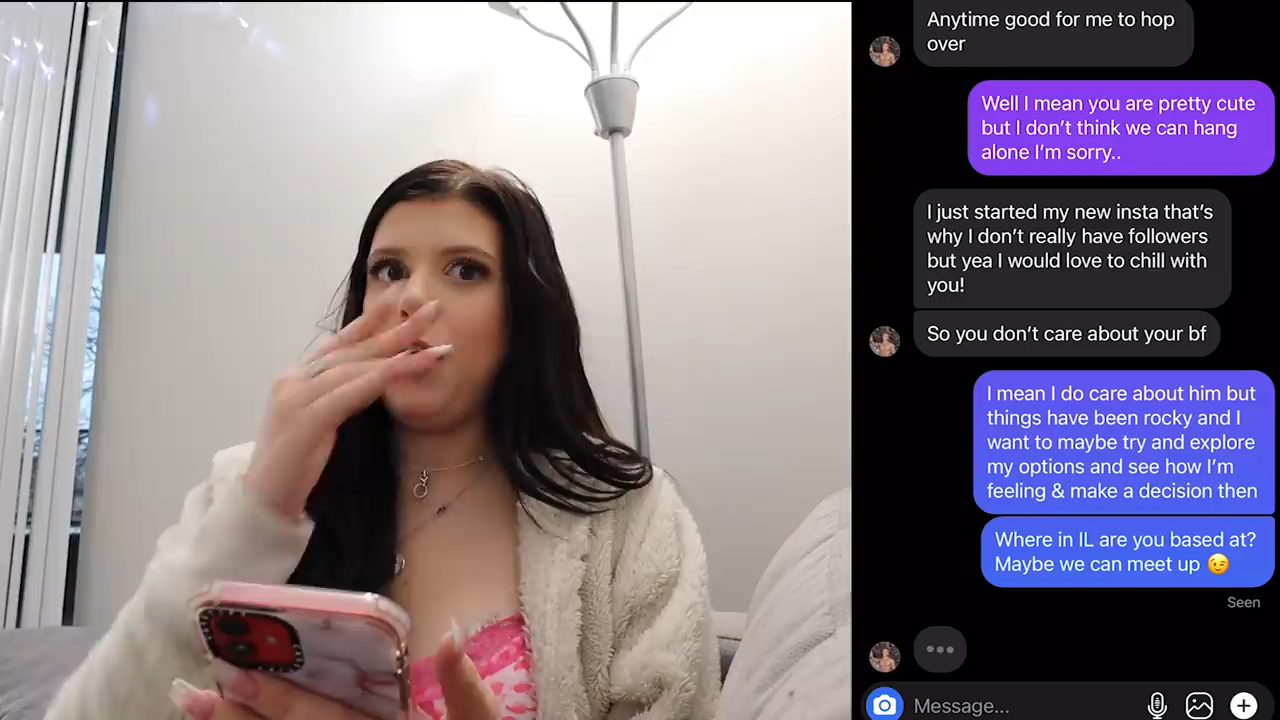 Anytime good for me to hop
over
Well I mean you are pretty cute
but I don't think we can hang
alone I'm sorry..
I just started my new insta that's
why I don't really have followers
but yea I would love to chill with
you!
So you don't care about your bf
I mean I do care about him but
things have been rocky and I
want to maybe try and explore
my options and see how I'm
feeling & make a decision then
Where in IL are you based at?
Maybe we can meet up 😉
Seen
Message...